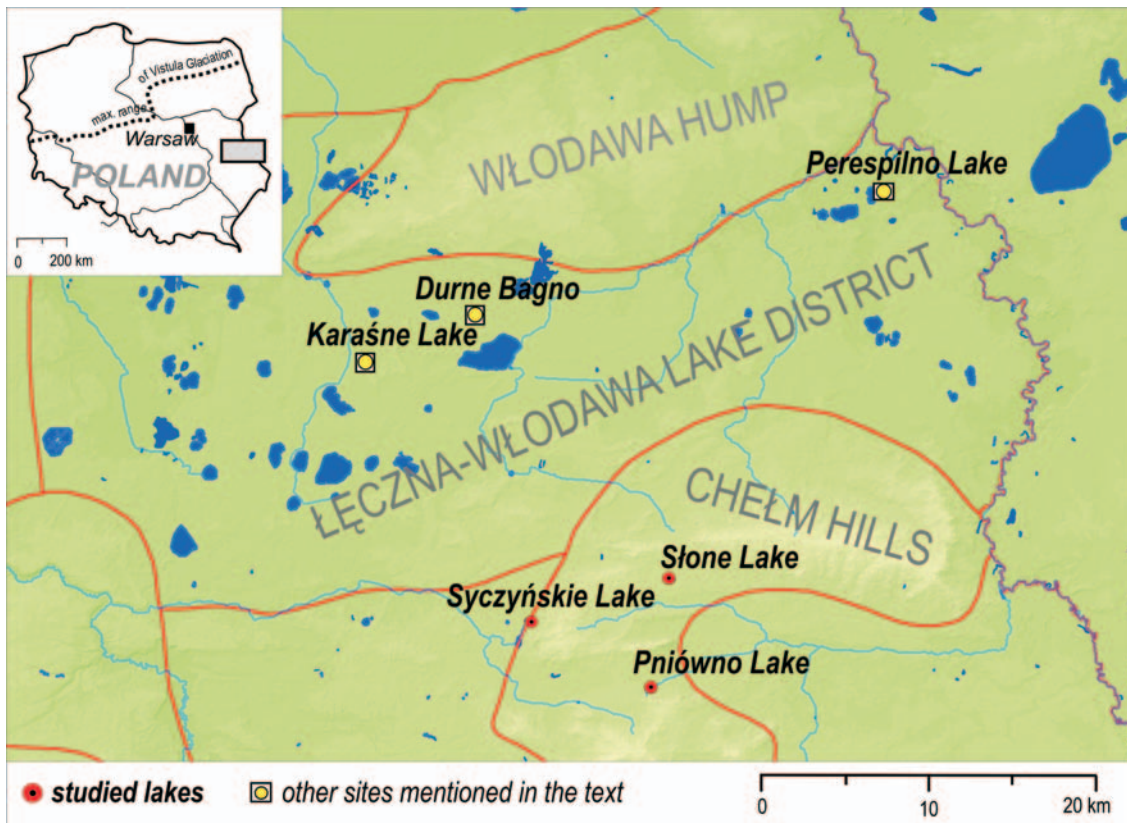 of Vistula Glaciation
max. range
Warsaw
POLAND
0 200 km
WŁODAWA HUMP
Perespilno Lake
Durne Bagno
Karaśne Lake
ŁĘCZNA-WŁODAWA LAKE DISTRICT
CHEŁM HILLS
Słone Lake
Syczyńskie Lake
Pniówno Lake
studied lakes
other sites mentioned in the text
0 10 20 km